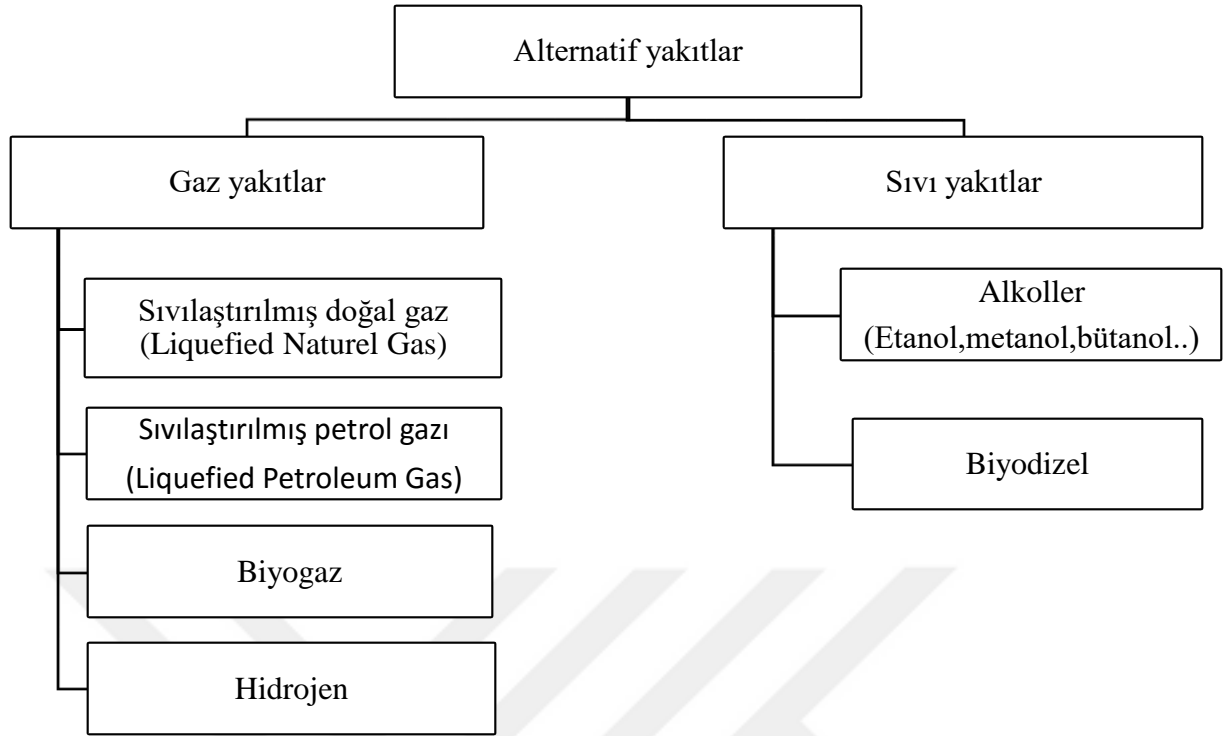 Alternatif yakıtlar
Gaz yakıtlar
Sıvılaştırılmış doğal gaz
(Liquefied Naturel Gas)
Sıvılaştırılmış petrol gazı
(Liquefied Petroleum Gas)
Biyogaz
Hidrojen
Sıvı yakıtlar
Alkoller
(Etanol,metanol,bütanol..)
Biyodizel